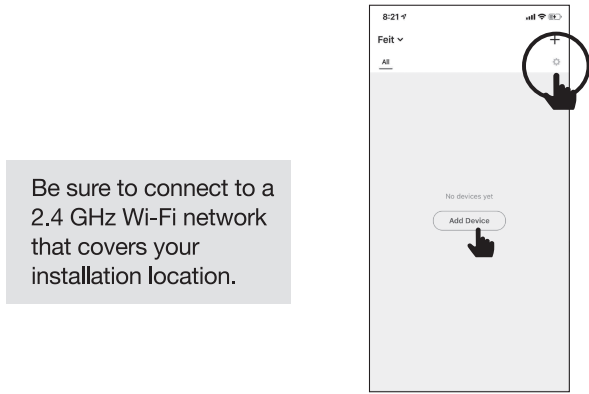 Be sure to connect to a
2.4 GHz Wi-Fi network
that covers your
installation location.
8:21
Feit
+
All
No devices yet
Add Device